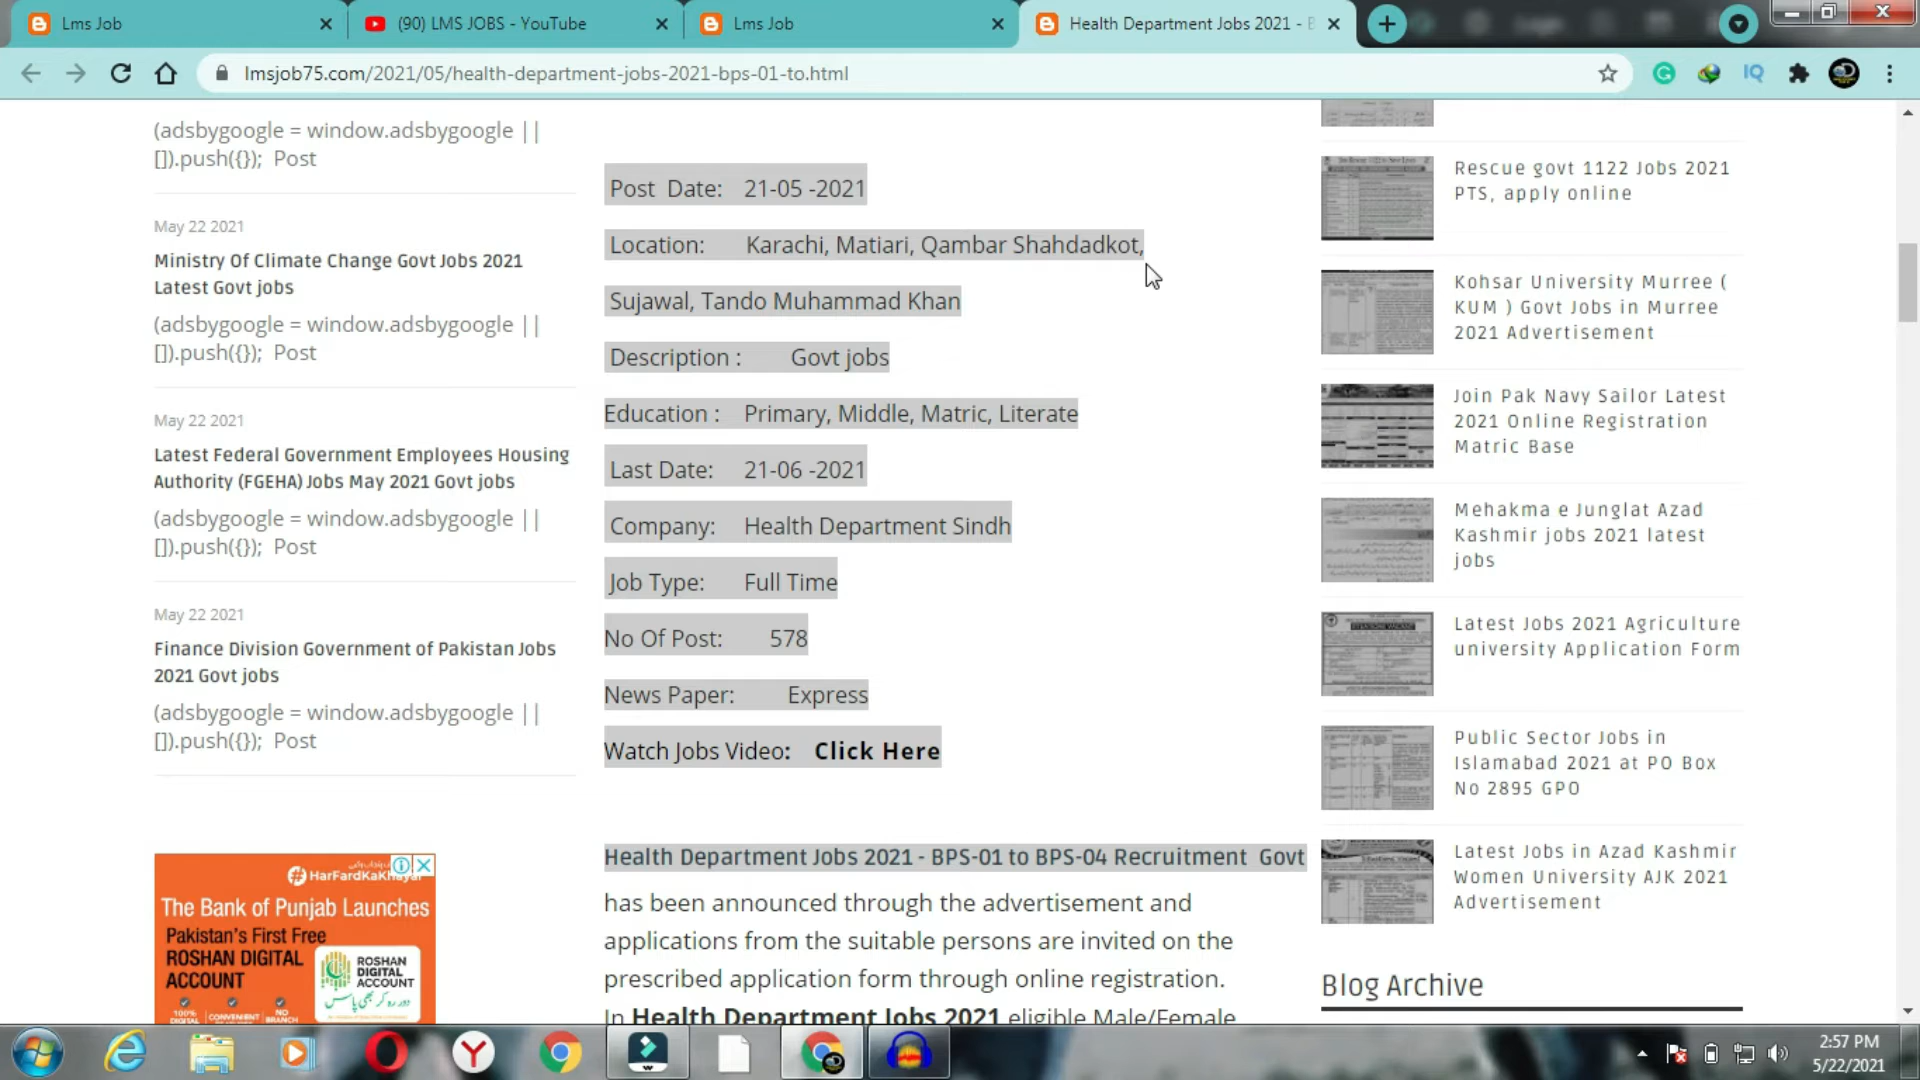 Lms Job
(90) LMS JOBS - YouTube
Lms Job
Health Department Jobs 2021 -
lmsjob75.com/2021/05/health-department-jobs-2021-bps-01-to.html
(adsbygoogle = window.adsbygoogle ||
[]).push({}); Post
May 22 2021
Ministry Of Climate Change Govt Jobs 2021
Latest Govt jobs
(adsbygoogle = window.adsbygoogle ||
[]).push({}); Post
May 22 2021
Latest Federal Government Employees Housing
Authority (FGEHA) Jobs May 2021 Govt jobs
(adsbygoogle = window.adsbygoogle ||
[]).push({}); Post
May 22 2021
Finance Division Government of Pakistan Jobs
2021 Govt jobs
(adsbygoogle = window.adsbygoogle ||
[]).push({}); Post
The Bank of Punjab Launches
Pakistan's First Free
ROSHAN DIGITAL
ACCOUNT
ROSHAN
DIGITAL
ACCOUNT
100%
DIGITAL
CONVENIENT
NO
BRANCH
Post Date: 21-05 -2021
Location: Karachi, Matiari, Qambar Shahdadkot,
Sujawal, Tando Muhammad Khan
Description : Govt jobs
Education : Primary, Middle, Matric, Literate
Last Date: 21-06 -2021
Company: Health Department Sindh
Job Type: Full Time
No Of Post: 578
News Paper: Express
Watch Jobs Video: Click Here
Health Department Jobs 2021 - BPS-01 to BPS-04 Recruitment Govt
has been announced through the advertisement and
applications from the suitable persons are invited on the
prescribed application form through online registration.
In Health Department Jobs 2021 eligible Male/Female
Rescue govt 1122 Jobs 2021
PTS, apply online
Kohsar University Murree (
KUM ) Govt Jobs in Murree
2021 Advertisement
Join Pak Navy Sailor Latest
2021 Online Registration
Matric Base
Mehakma e Junglat Azad
Kashmir jobs 2021 latest
jobs
Latest Jobs 2021 Agriculture
university Application Form
Public Sector Jobs in
Islamabad 2021 at PO Box
No 2895 GPO
Latest Jobs in Azad Kashmir
Women University AJK 2021
Advertisement
Blog Archive
2:57 PM
5/22/2021